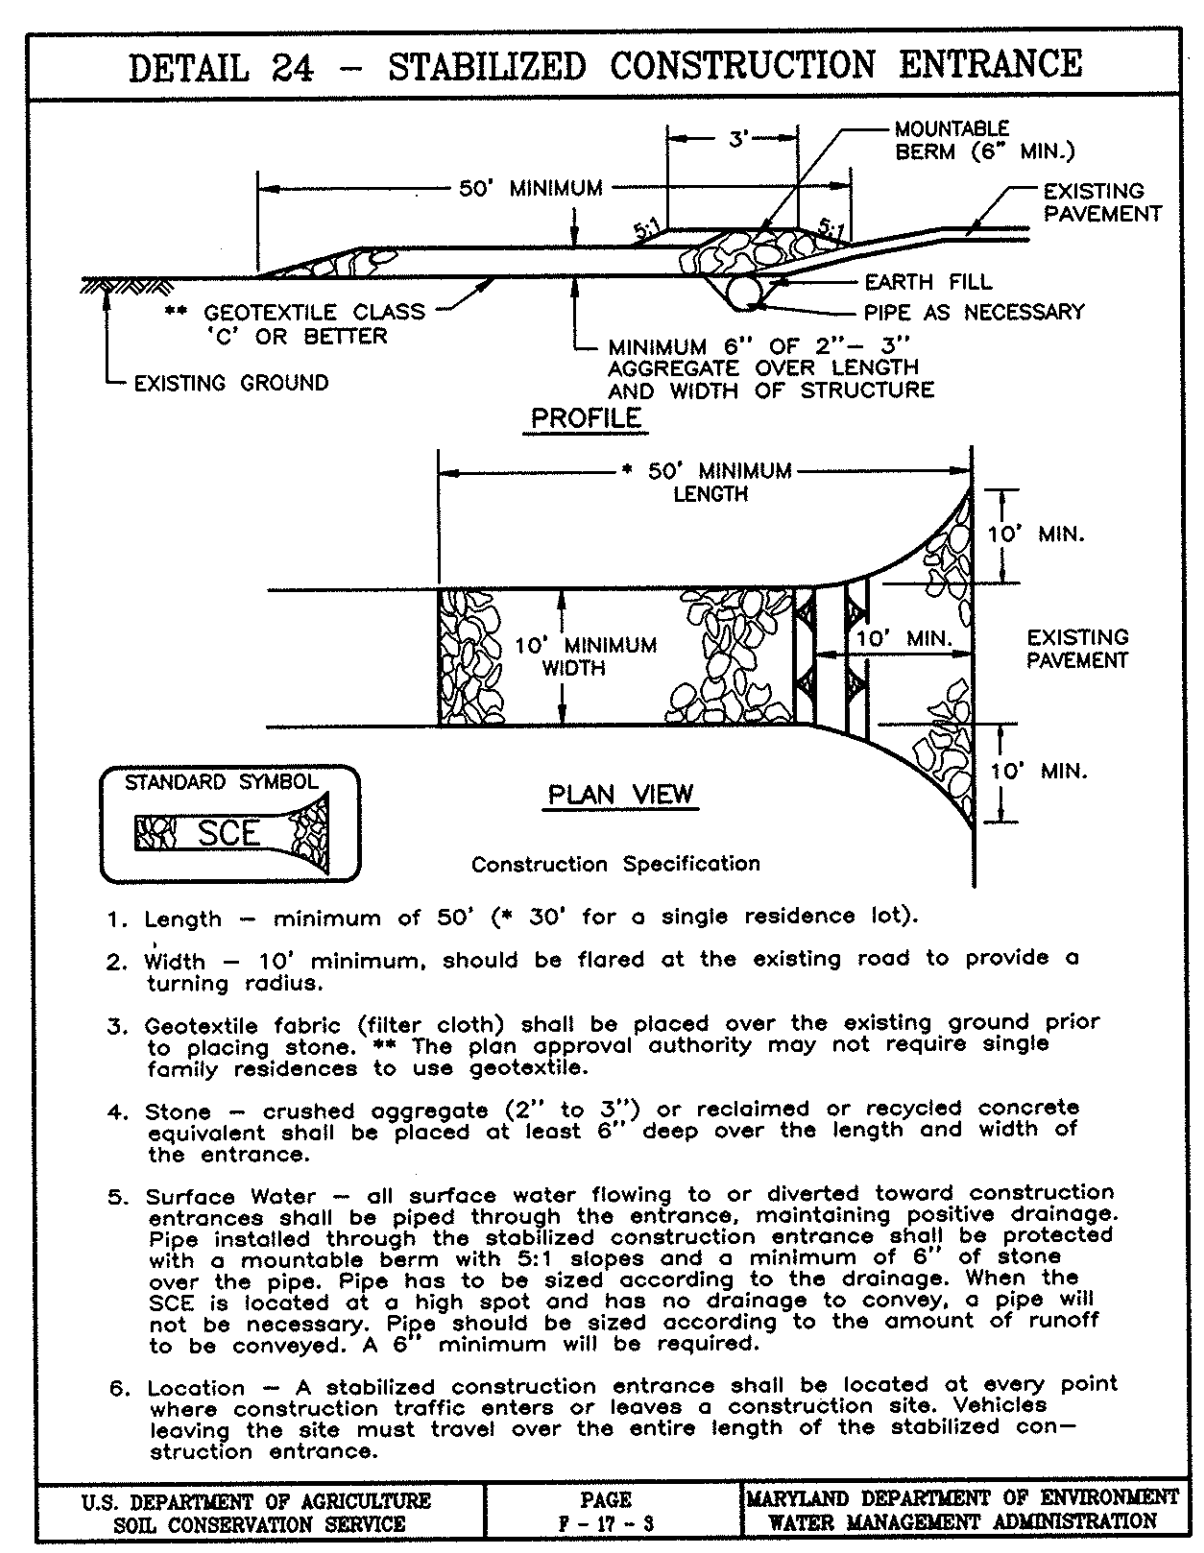 DETAIL 24 – STABILIZED CONSTRUCTION ENTRANCE
3'
MOUNTABLE
BERM (6" MIN.)
50' MINIMUM
EXISTING
PAVEMENT
5:1
5:1
** GEOTEXTILE CLASS
'C' OR BETTER
EARTH FILL
PIPE AS NECESSARY
MINIMUM 6" OF 2"– 3"
AGGREGATE OVER LENGTH
AND WIDTH OF STRUCTURE
EXISTING GROUND
PROFILE
* 50' MINIMUM
LENGTH
10' MIN.
10' MINIMUM
WIDTH
10' MIN.
EXISTING
PAVEMENT
10' MIN.
STANDARD SYMBOL
SCE
PLAN VIEW
Construction Specification
1. Length – minimum of 50' (* 30' for a single residence lot).
2. Width – 10' minimum, should be flared at the existing road to provide a
turning radius.
3. Geotextile fabric (filter cloth) shall be placed over the existing ground prior
to placing stone. ** The plan approval authority may not require single
family residences to use geotextile.
4. Stone – crushed aggregate (2" to 3") or reclaimed or recycled concrete
equivalent shall be placed at least 6" deep over the length and width of
the entrance.
5. Surface Water – all surface water flowing to or diverted toward construction
entrances shall be piped through the entrance, maintaining positive drainage.
Pipe installed through the stabilized construction entrance shall be protected
with a mountable berm with 5:1 slopes and a minimum of 6" of stone
over the pipe. Pipe has to be sized according to the drainage. When the
SCE is located at a high spot and has no drainage to convey, a pipe will
not be necessary. Pipe should be sized according to the amount of runoff
to be conveyed. A 6" minimum will be required.
6. Location – A stabilized construction entrance shall be located at every point
where construction traffic enters or leaves a construction site. Vehicles
leaving the site must travel over the entire length of the stabilized con–
struction entrance.
U.S. DEPARTMENT OF AGRICULTURE
SOIL CONSERVATION SERVICE
PAGE
F – 17 – 3
MARYLAND DEPARTMENT OF ENVIRONMENT
WATER MANAGEMENT ADMINISTRATION